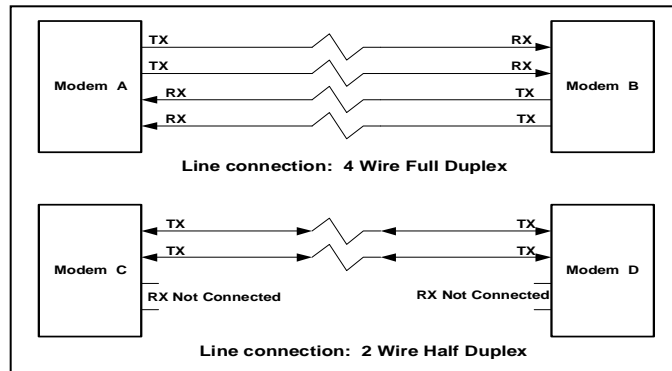 TX RX
TX RX
Modem A Modem B
RX TX
RX TX
Line connection: 4 Wire Full Duplex
TX TX
TX TX
Modem C Modem D
RX Not Connected RX Not Connected
Line connection: 2 Wire Half Duplex